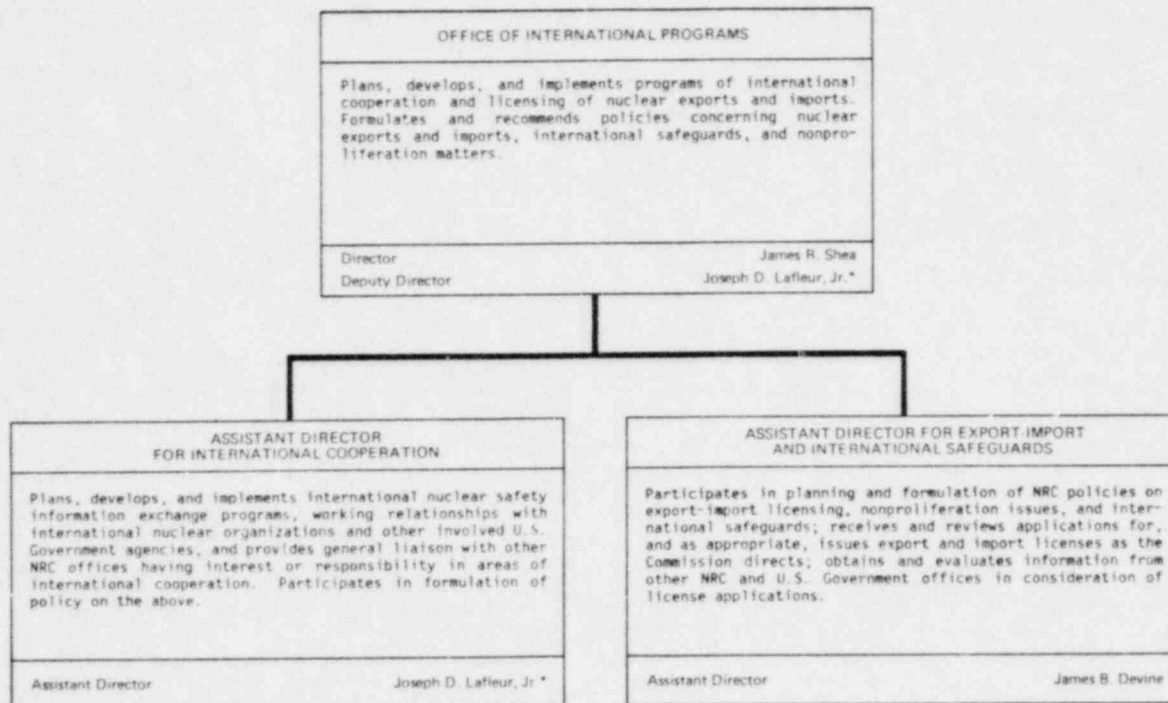 OFFICE OF INTERNATIONAL PROGRAMS
Plans, develops, and implements programs of international
cooperation and licensing of nuclear exports and imports.
Formulates and recommends policies concerning nuclear
exports and imports, international safeguards, and nonpro-
liferation matters.
Director James R. Shea
Deputy Director Joseph D. Lafleur, Jr.*
ASSISTANT DIRECTOR
FOR INTERNATIONAL COOPERATION
Plans, develops, and implements international nuclear safety
information exchange programs, working relationships with
international nuclear organizations and other involved U.S.
Government agencies, and provides general liaison with other
NRC offices having interest or responsibility in areas of
international cooperation. Participates in formulation of
policy on the above.
Assistant Director Joseph D. Lafleur, Jr.*
ASSISTANT DIRECTOR FOR EXPORT-IMPORT
AND INTERNATIONAL SAFEGUARDS
Participates in planning and formulation of NRC policies on
export-import licensing, nonproliferation issues, and inter-
national safeguards; receives and reviews applications for,
and as appropriate, issues export and import licenses as the
Commission directs; obtains and evaluates information from
other NRC and U.S. Government offices in consideration of
license applications.
Assistant Director James B. Devine